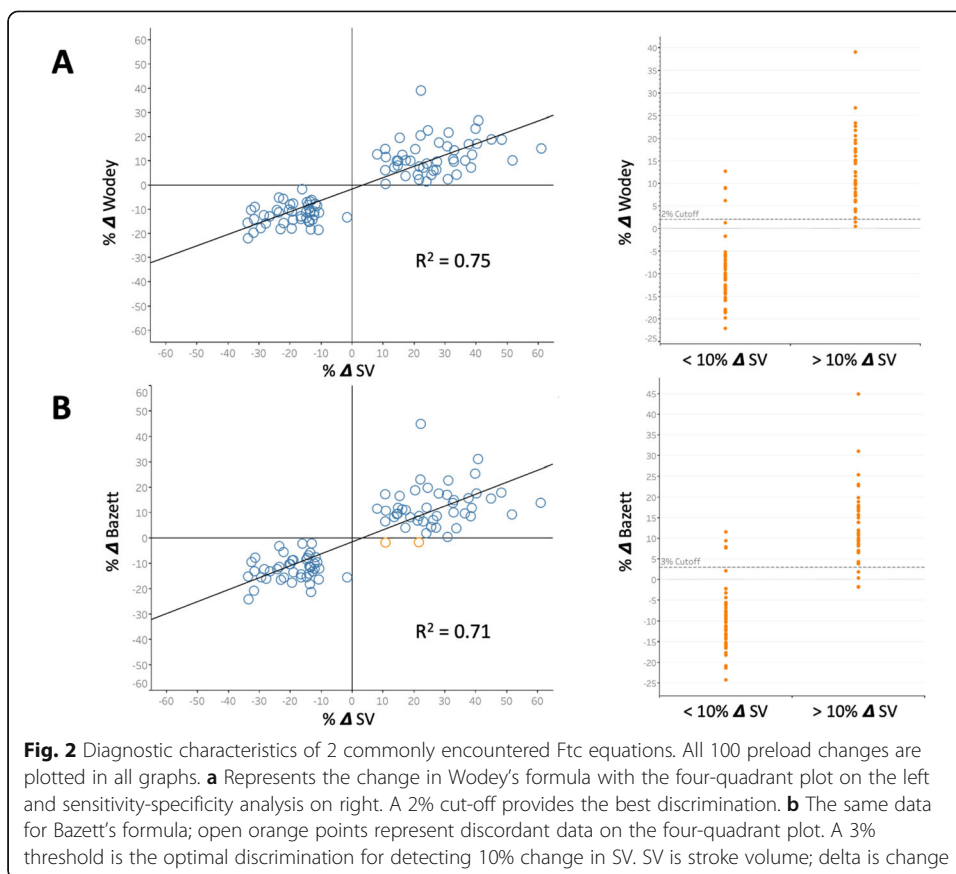 A
60
50
40
30
20
10
0
-10
-20
-30
-40
-50
-60
% Δ Wodey
R² = 0.75
-60 -50 -40 -30 -20 -10 0 10 20 30 40 50 60
% Δ SV
40
35
30
25
20
15
10
5
0
-5
-10
-15
-20
-25
% Δ Wodey
2% Cutoff
< 10% Δ SV > 10% Δ SV
B
60
50
40
30
20
10
0
-10
-20
-30
-40
-50
-60
% Δ Bazett
R² = 0.71
-60 -50 -40 -30 -20 -10 0 10 20 30 40 50 60
% Δ SV
45
40
35
30
25
20
15
10
5
0
-5
-10
-15
-20
-25
% Δ Bazett
3% Cutoff
< 10% Δ SV > 10% Δ SV
Fig. 2 Diagnostic characteristics of 2 commonly encountered Ftc equations. All 100 preload changes are
plotted in all graphs. a Represents the change in Wodey's formula with the four-quadrant plot on the left
and sensitivity-specificity analysis on right. A 2% cut-off provides the best discrimination. b The same data
for Bazett's formula; open orange points represent discordant data on the four-quadrant plot. A 3%
threshold is the optimal discrimination for detecting 10% change in SV. SV is stroke volume; delta is change